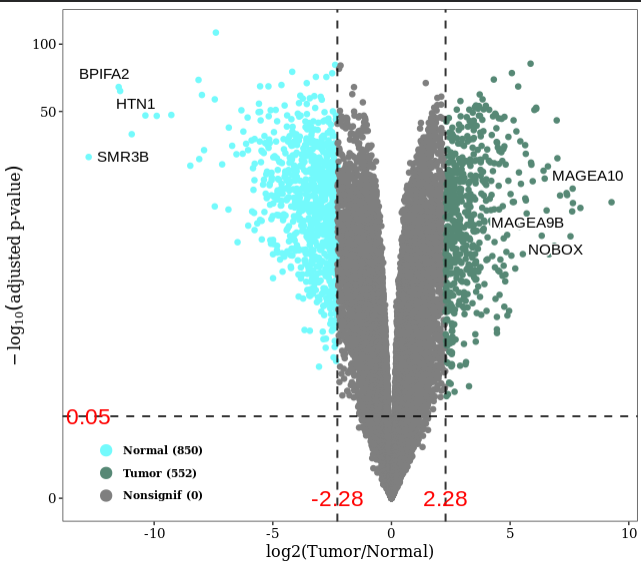 100
50
0
−log10(adjusted p-value)
BPIFA2
HTN1
SMR3B
MAGEA10
MAGEA9B
NOBOX
0.05
Normal (850)
Tumor (552)
Nonsignif (0)
-2.28
2.28
-10
-5
0
5
10
log2(Tumor/Normal)